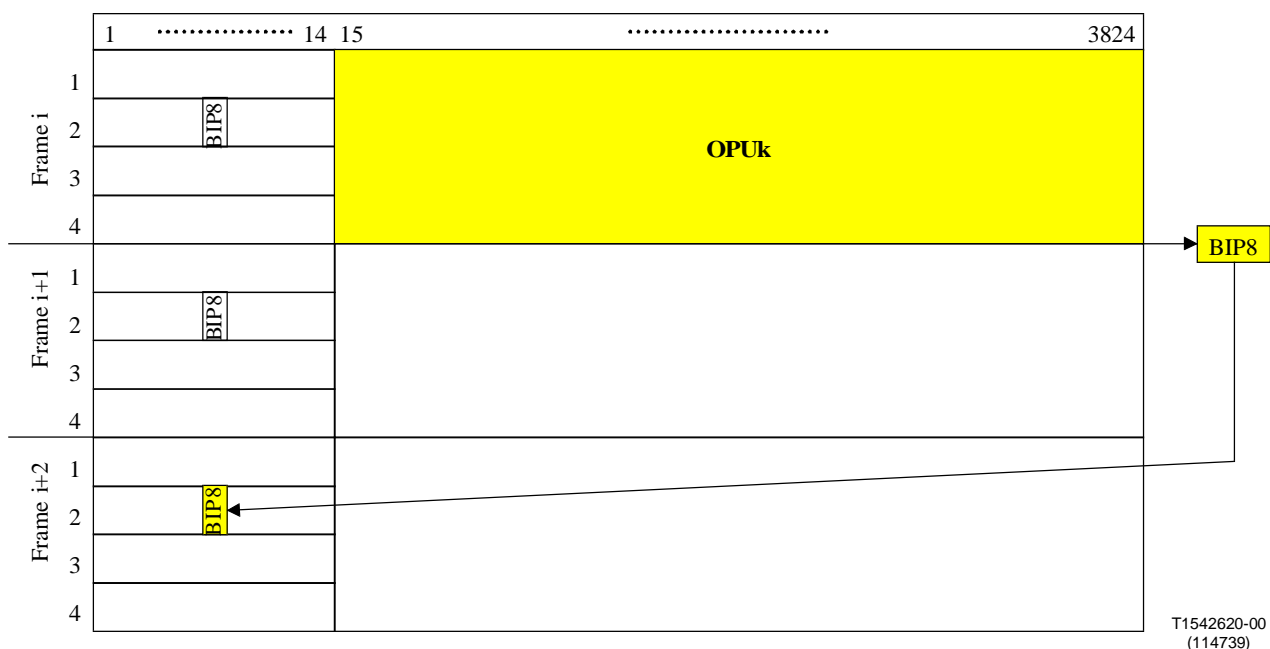 1 ................ 14 15 ........................ 3824
Frame i
1
2 BIP8
3
4
OPUk
BIP8
Frame i+1
1
2 BIP8
3
4
Frame i+2
1
2 BIP8
3
4
T1542620-00
(114739)